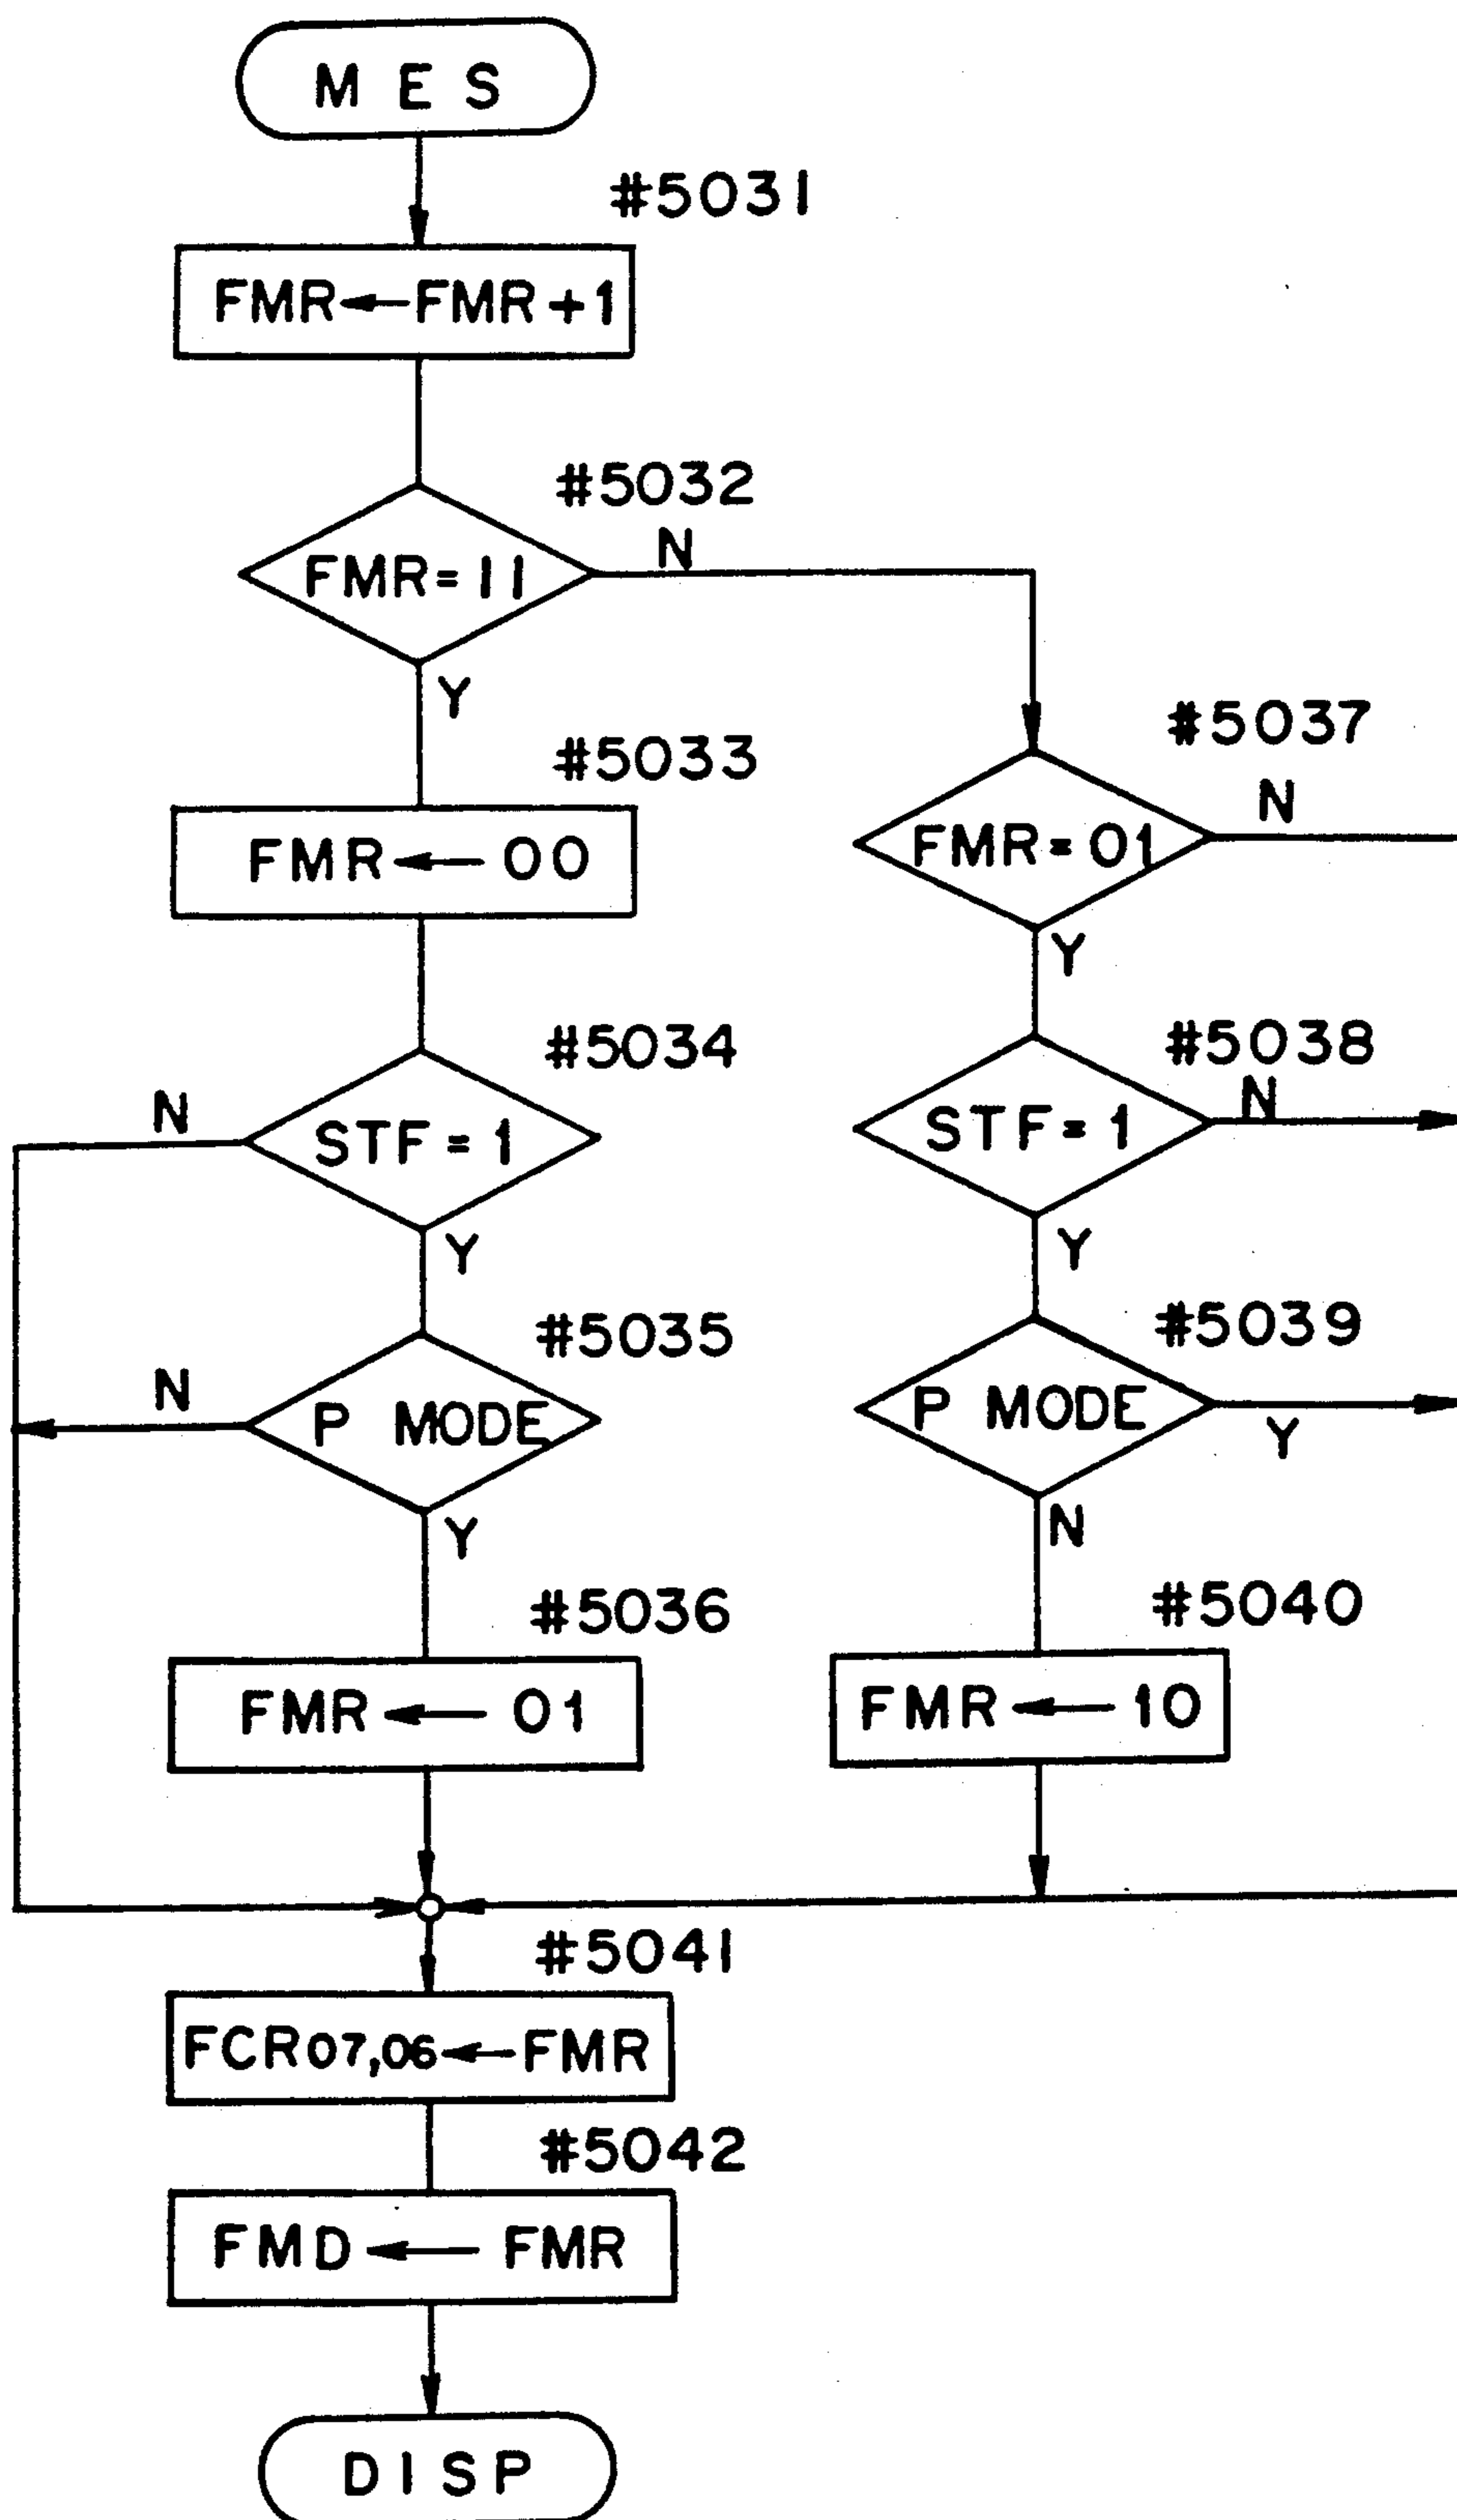 MES
#5031
FMR←FMR+1
#5032
FMR=11
N
Y
#5033
FMR←00
#5034
STF=1
N
Y
#5035
P MODE
N
Y
#5036
FMR←01
#5037
FMR=01
N
Y
#5038
STF=1
N
Y
#5039
P MODE
Y
N
#5040
FMR←10
#5041
FCR07,06←FMR
#5042
FMD←FMR
DISP